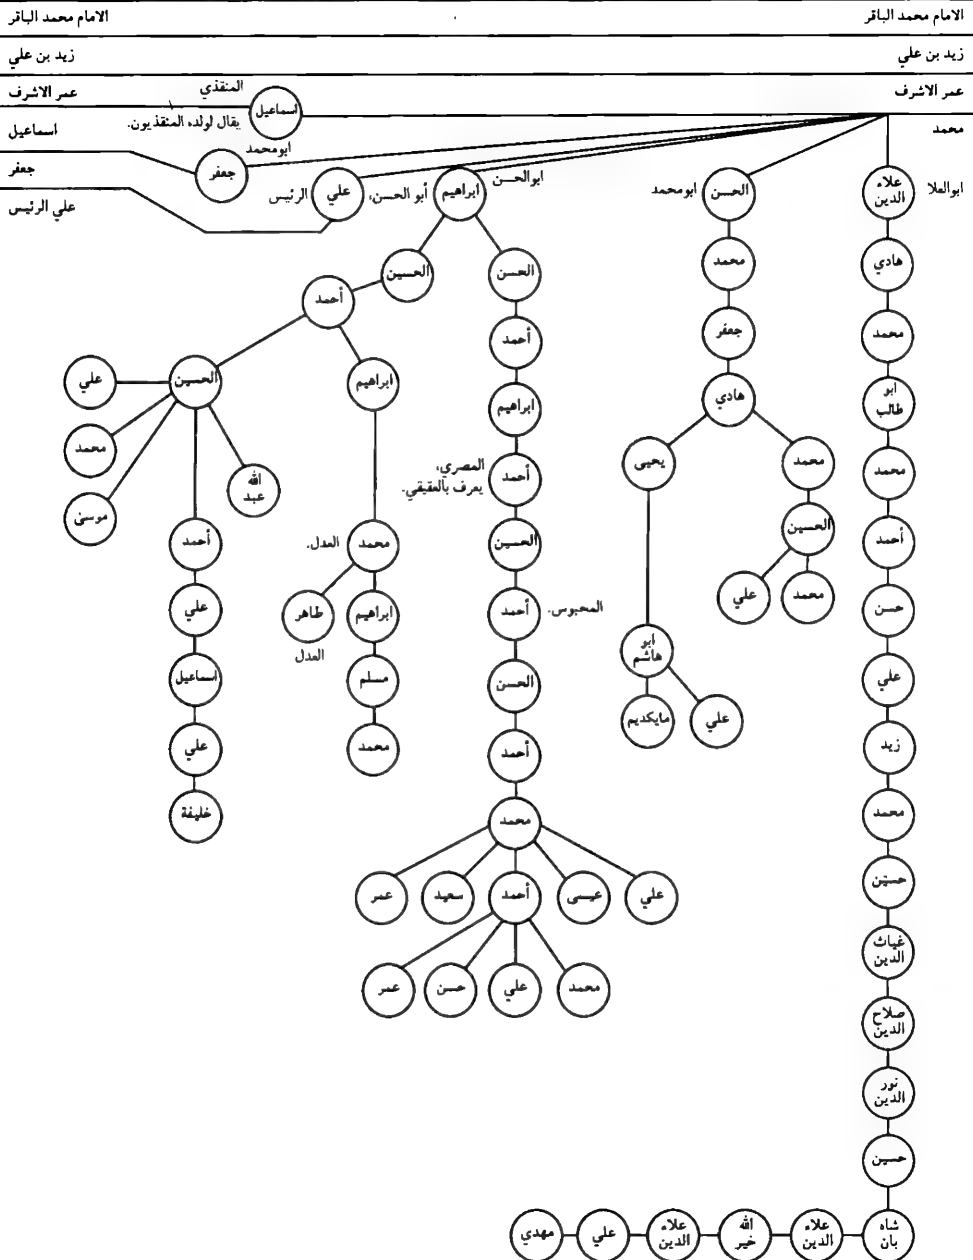 الامام محمد الباقر
الامام محمد الباقر
زيد بن علي
زيد بن علي
عمر الاشرف
عمر الاشرف
محمد
المنقذي
اسماعيل
يقال لولده المنقذيون.
اسماعيل
ابومحمد
جعفر
جعفر
علي الرئيس
ابوالعلا
علاء
الدين
ابومحمد
الحسن
ابوالحسن
ابراهيم
أبو الحسن،
علي
الرئيس
هادي
محمد
الحسن
الحسين
أحمد
محمد
جعفر
أحمد
ابو
طالب
هادي
ابراهيم
ابراهيم
الحسين
علي
محمد
محمد
يحيى
أحمد
المصري،
يعرف بالعقيقي.
الله
عبد
محمد
موسى
أحمد
الحسين
الحسين
محمد
العدل.
أحمد
حسن
محمد
علي
المحبوس.
أحمد
ابراهيم
طاهر
العدل
علي
علي
ابو
هاشم
الحسن
مسلم
اسماعيل
زيد
علي
مايكديم
أحمد
محمد
علي
محمد
محمد
خليفة
حسين
علي
عيسى
أحمد
سعيد
عمر
غياث
الدين
محمد
علي
حسن
عمر
صلاح
الدين
نور
الدين
حسين
شاه
بان
علاء
الدين
الله
خير
علاء
الدين
علي
مهدي